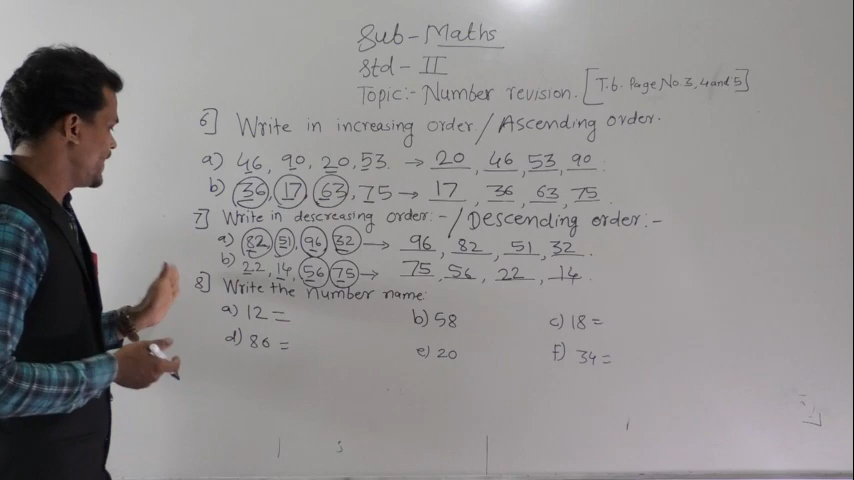 Sub-Maths
Std-II
Topic:- Number revision. [T.b. Page No 3, 4 and 5]
6] Write in increasing order / Ascending order.
a) 46, 90, 20, 53. → 20, 46, 53, 90.
b) 36, 17, 63, 75 → 17, 36, 63, 75.
7] Write in descreasing order:- / Descending order:-
a) 82, 51, 96, 32 → 96, 82, 51, 32.
b) 22, 14, 56, 75 → 75, 56, 22, 14.
8] Write the number name:
a) 12 = b) 58 c) 18 =
d) 86 = e) 20 f) 34 =